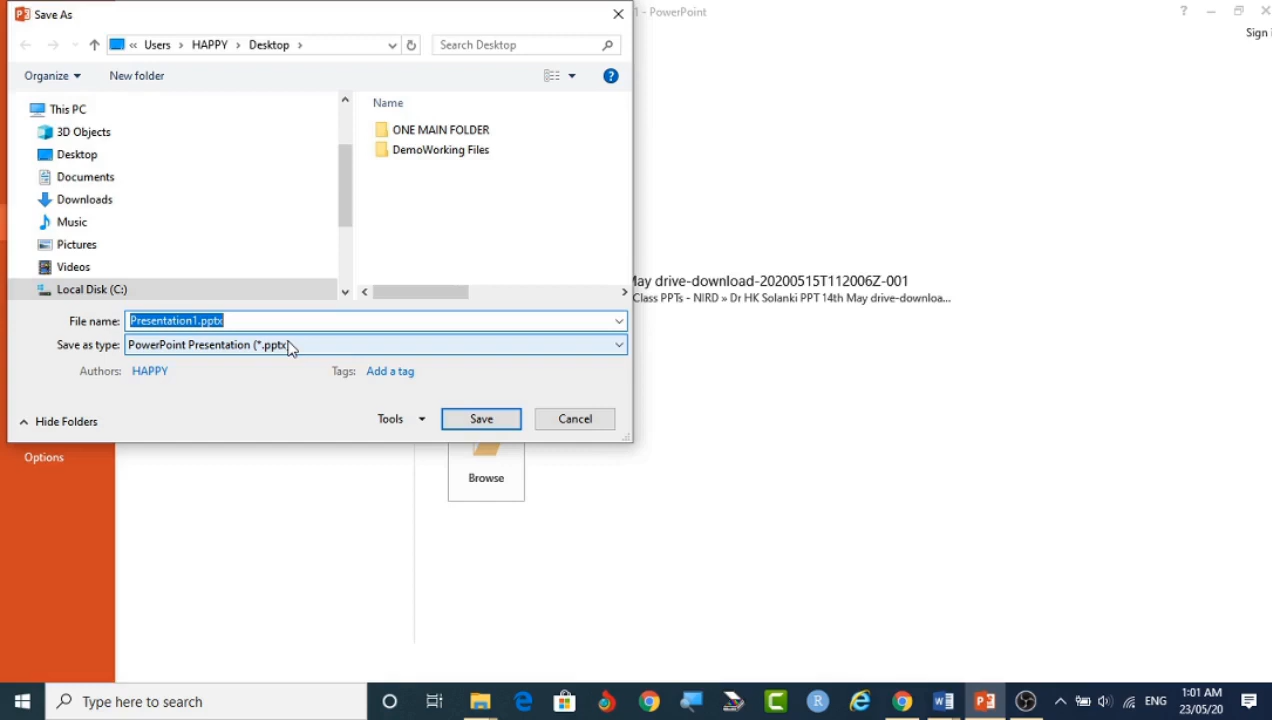 Save As
1 - PowerPoint
Sign i
« Users > HAPPY > Desktop >
Search Desktop
Organize
New folder
This PC
3D Objects
Desktop
Documents
Downloads
Music
Pictures
Videos
Local Disk (C:)
Name
ONE MAIN FOLDER
DemoWorking Files
May drive-download-20200515T112006Z-001
Class PPTs - NIRD » Dr HK Solanki PPT 14th May drive-downloa...
File name: Presentation1.pptx
Save as type: PowerPoint Presentation (*.pptx
Authors: HAPPY
Tags: Add a tag
Hide Folders
Tools
Save
Cancel
Options
Browse
Type here to search
ENG
1:01 AM
23/05/20